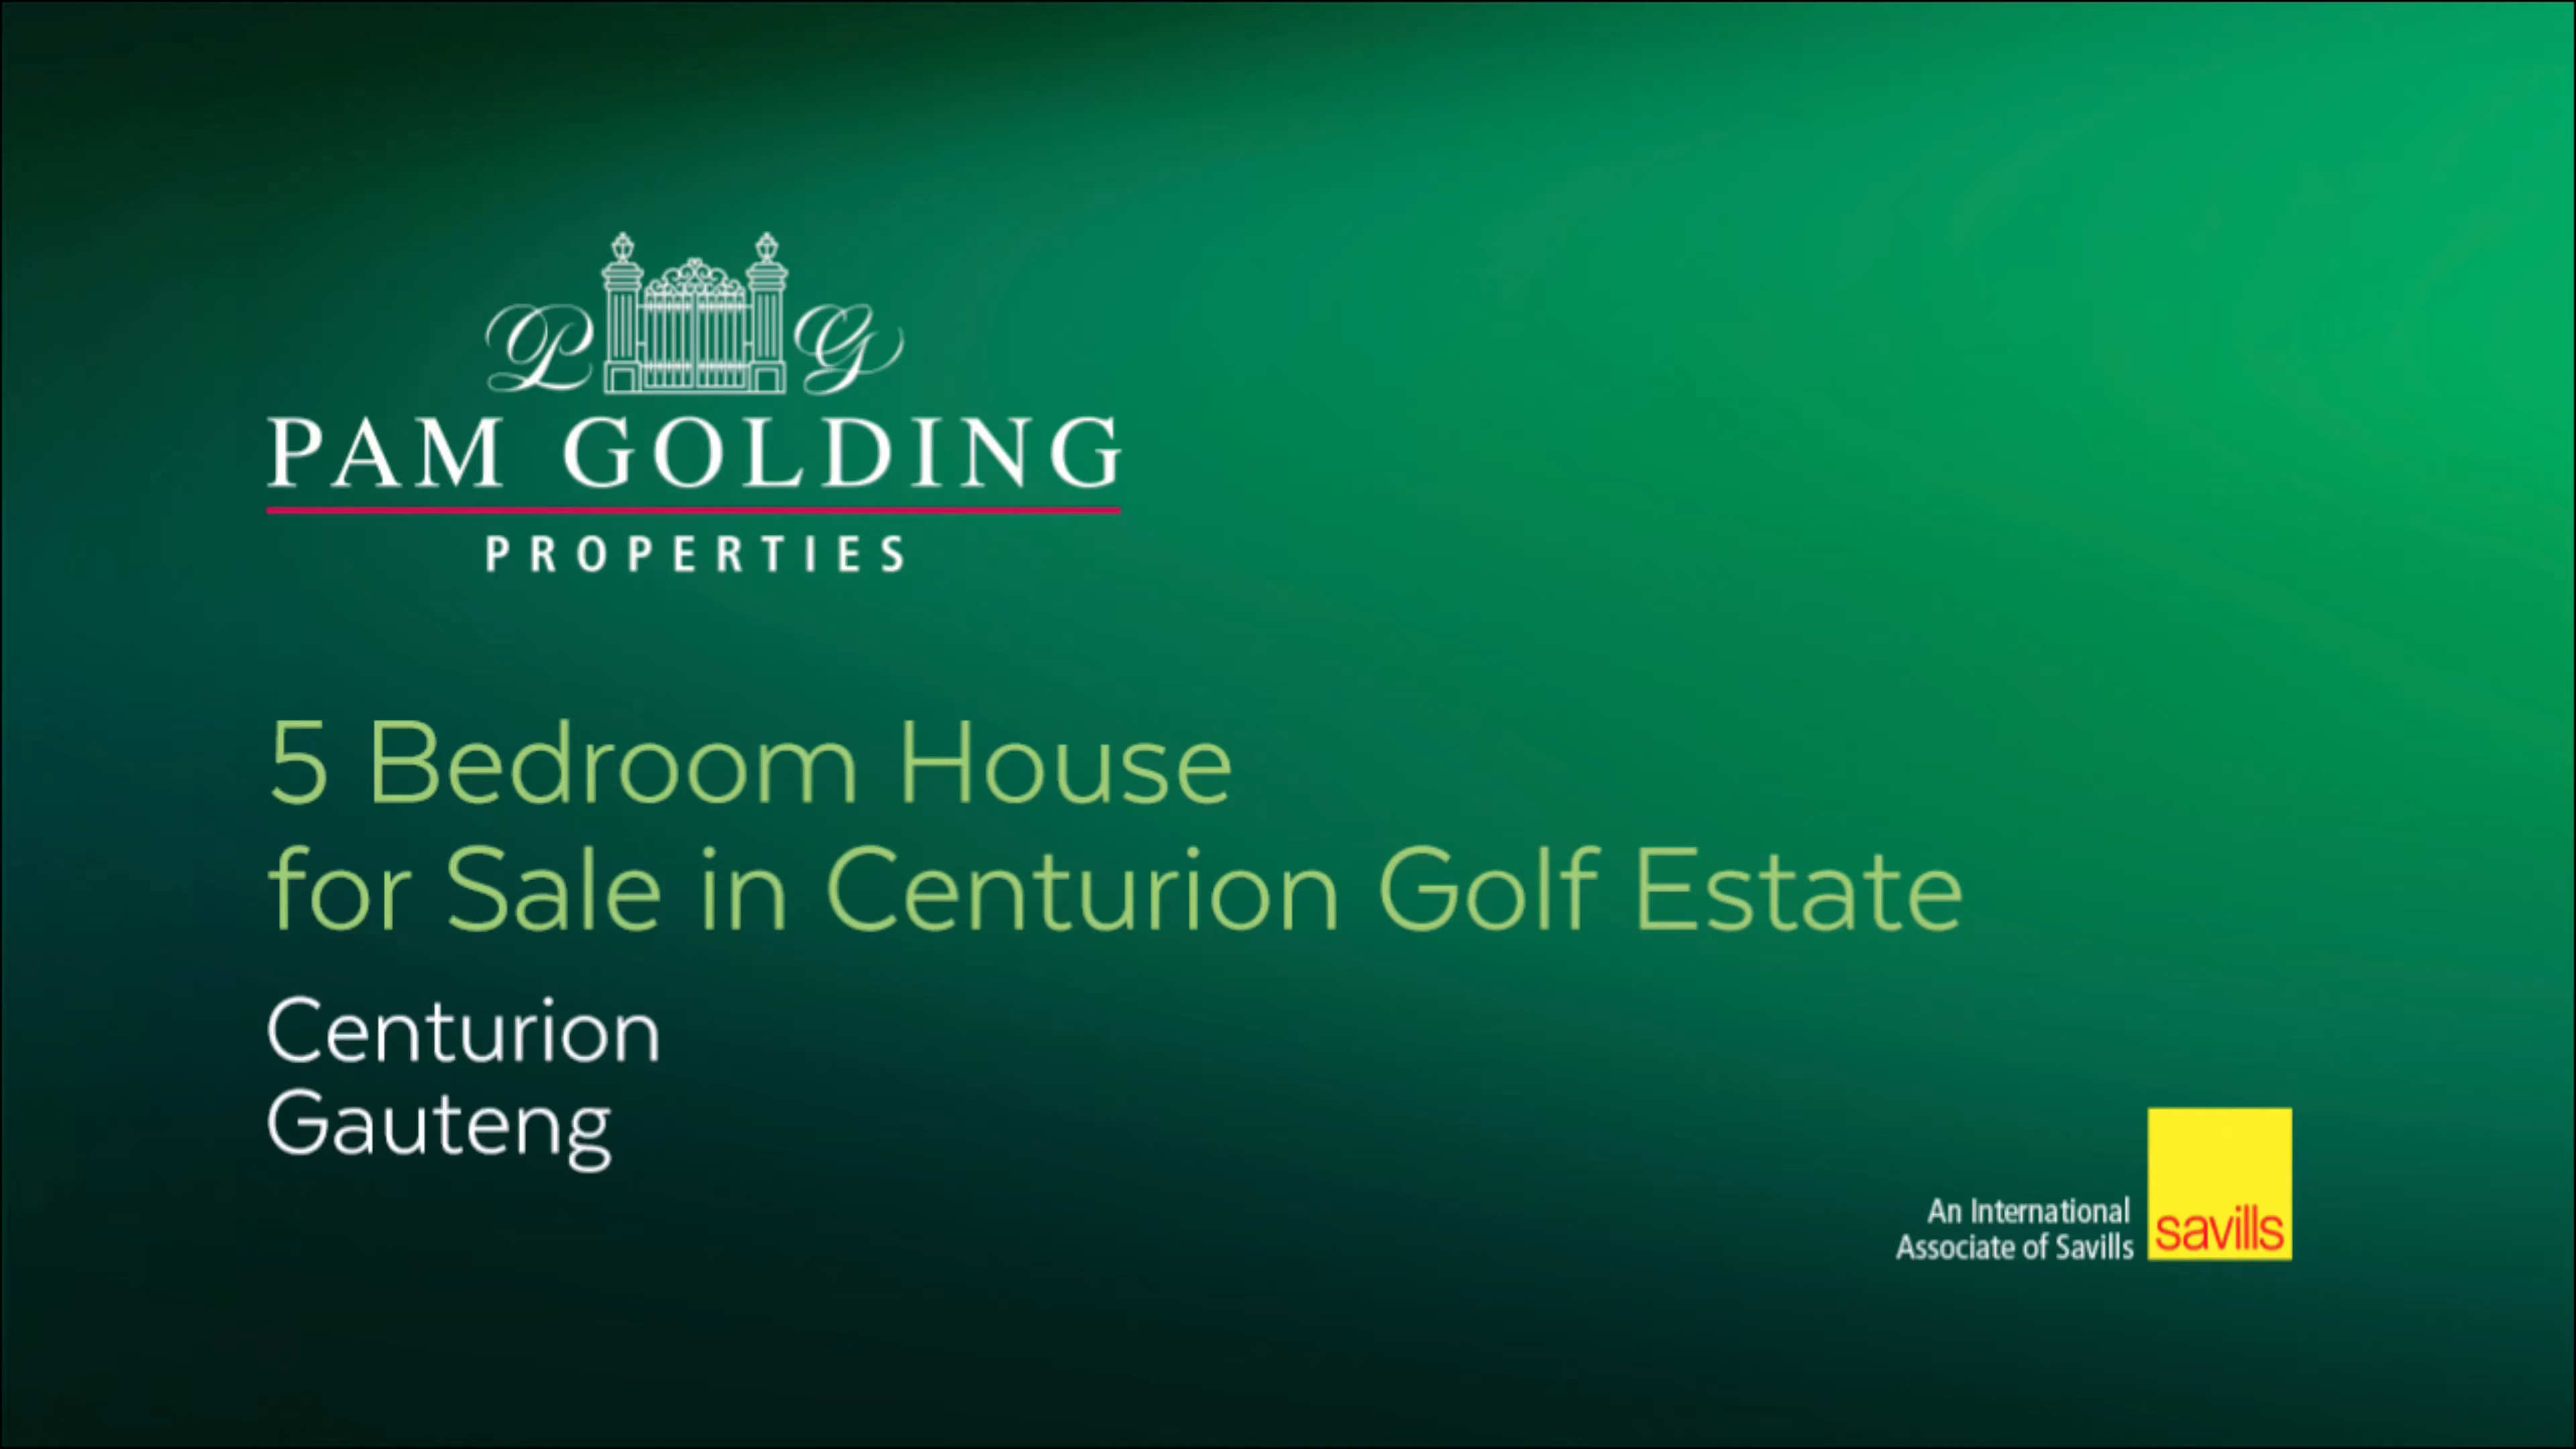 P G
PAM GOLDING
PROPERTIES
5 Bedroom House
for Sale in Centurion Golf Estate
Centurion
Gauteng
An International
Associate of Savills
savills